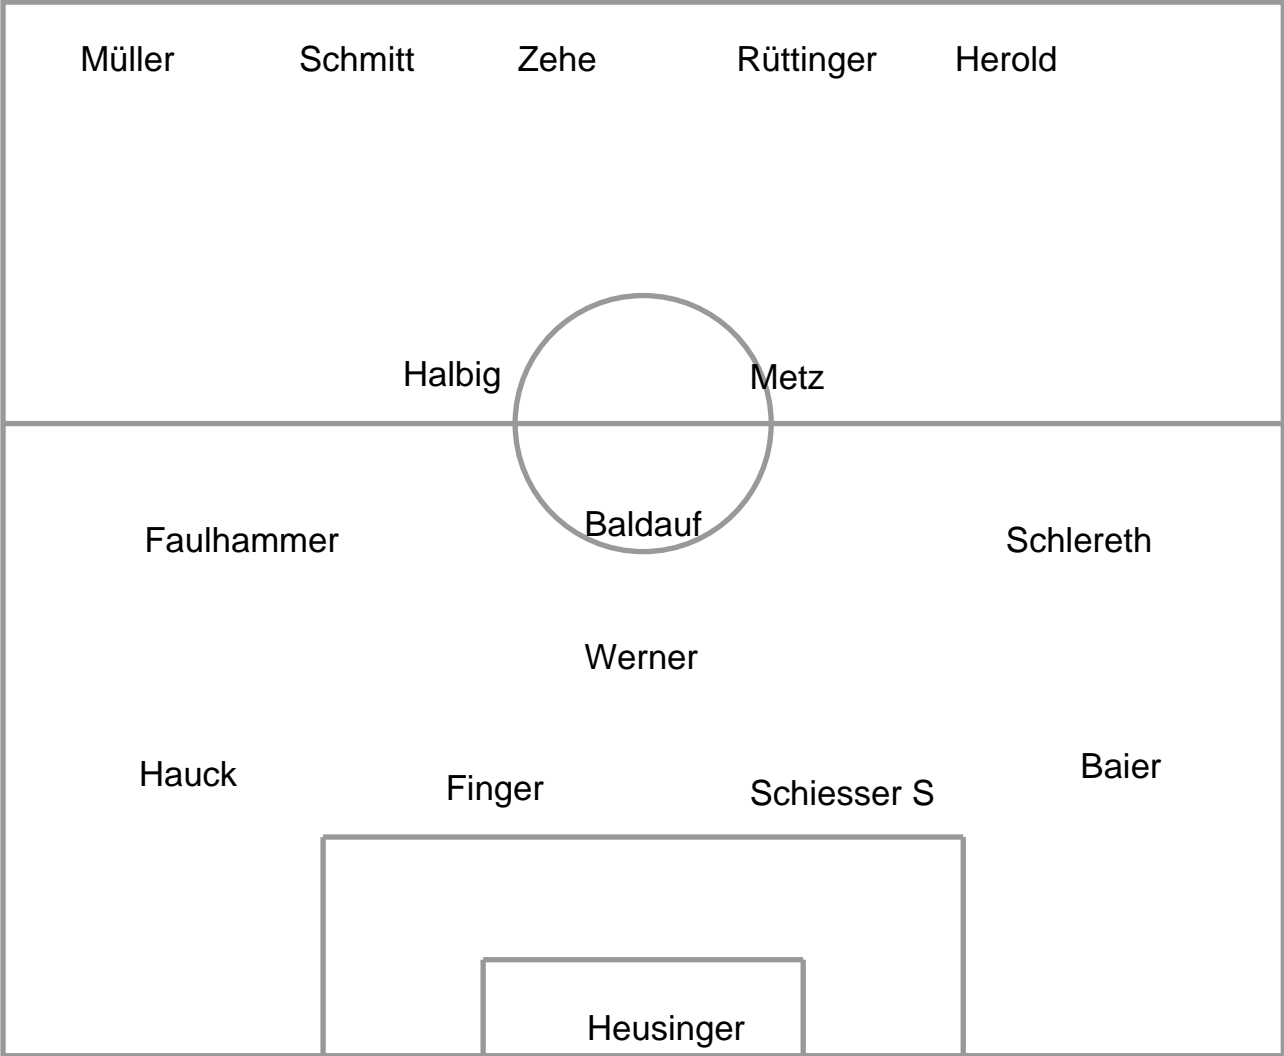 Müller Schmitt Zehe Rüttinger Herold
Halbig Metz
Baldauf
Faulhammer Schlereth
Werner
Hauck Finger Schiesser S Baier
Heusinger